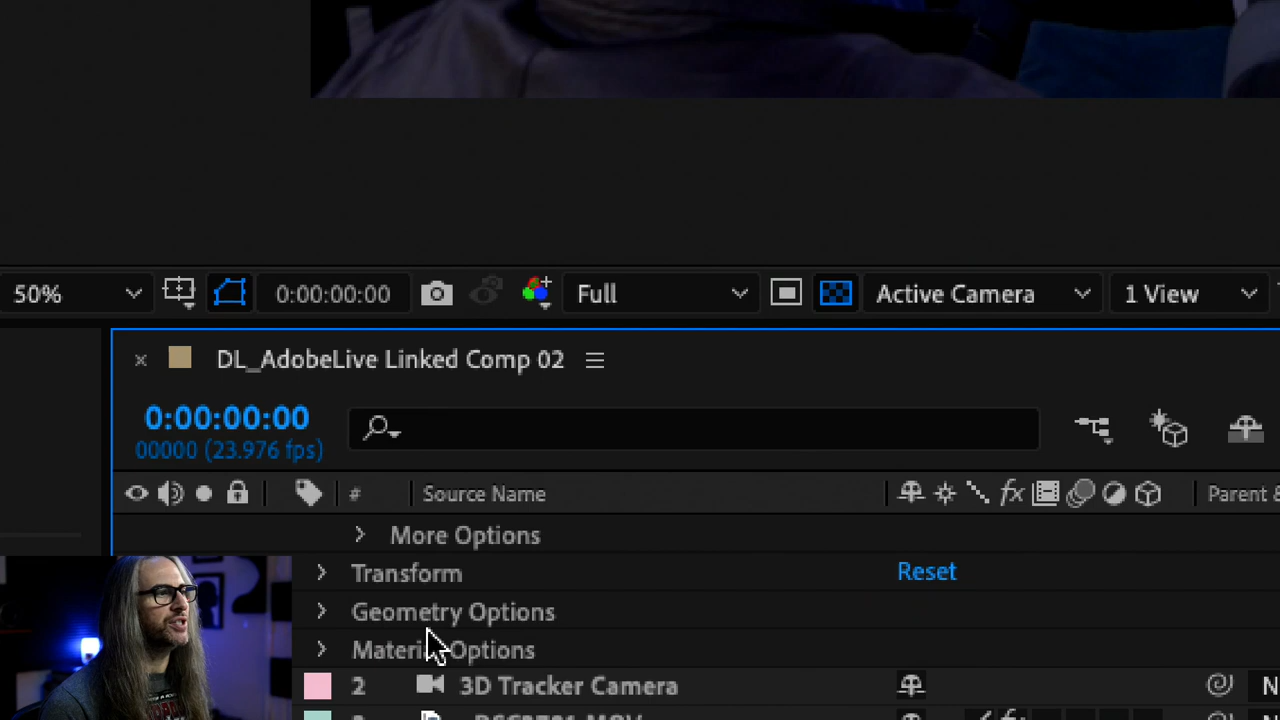 50% 0:00:00:00 Full Active Camera 1 View
DL_AdobeLive Linked Comp 02
0:00:00:00
00000 (23.976 fps)
# Source Name fx Parent &
More Options
Transform Reset
Geometry Options
Material Options
2 3D Tracker Camera N